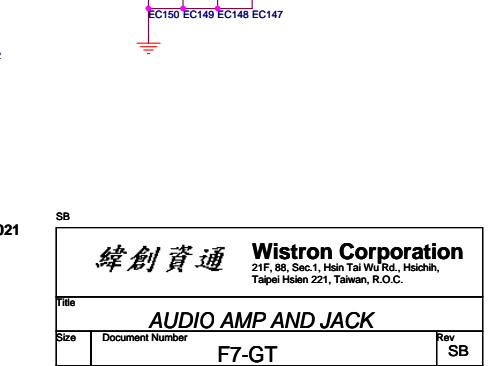 EC150 EC149 EC148 EC147
021
SB
緯創資通
Wistron Corporation
21F, 88, Sec.1, Hsin Tai Wu Rd., Hsichih,
Taipei Hsien 221, Taiwan, R.O.C.
Title
AUDIO AMP AND JACK
Size Document Number Rev
F7-GT SB